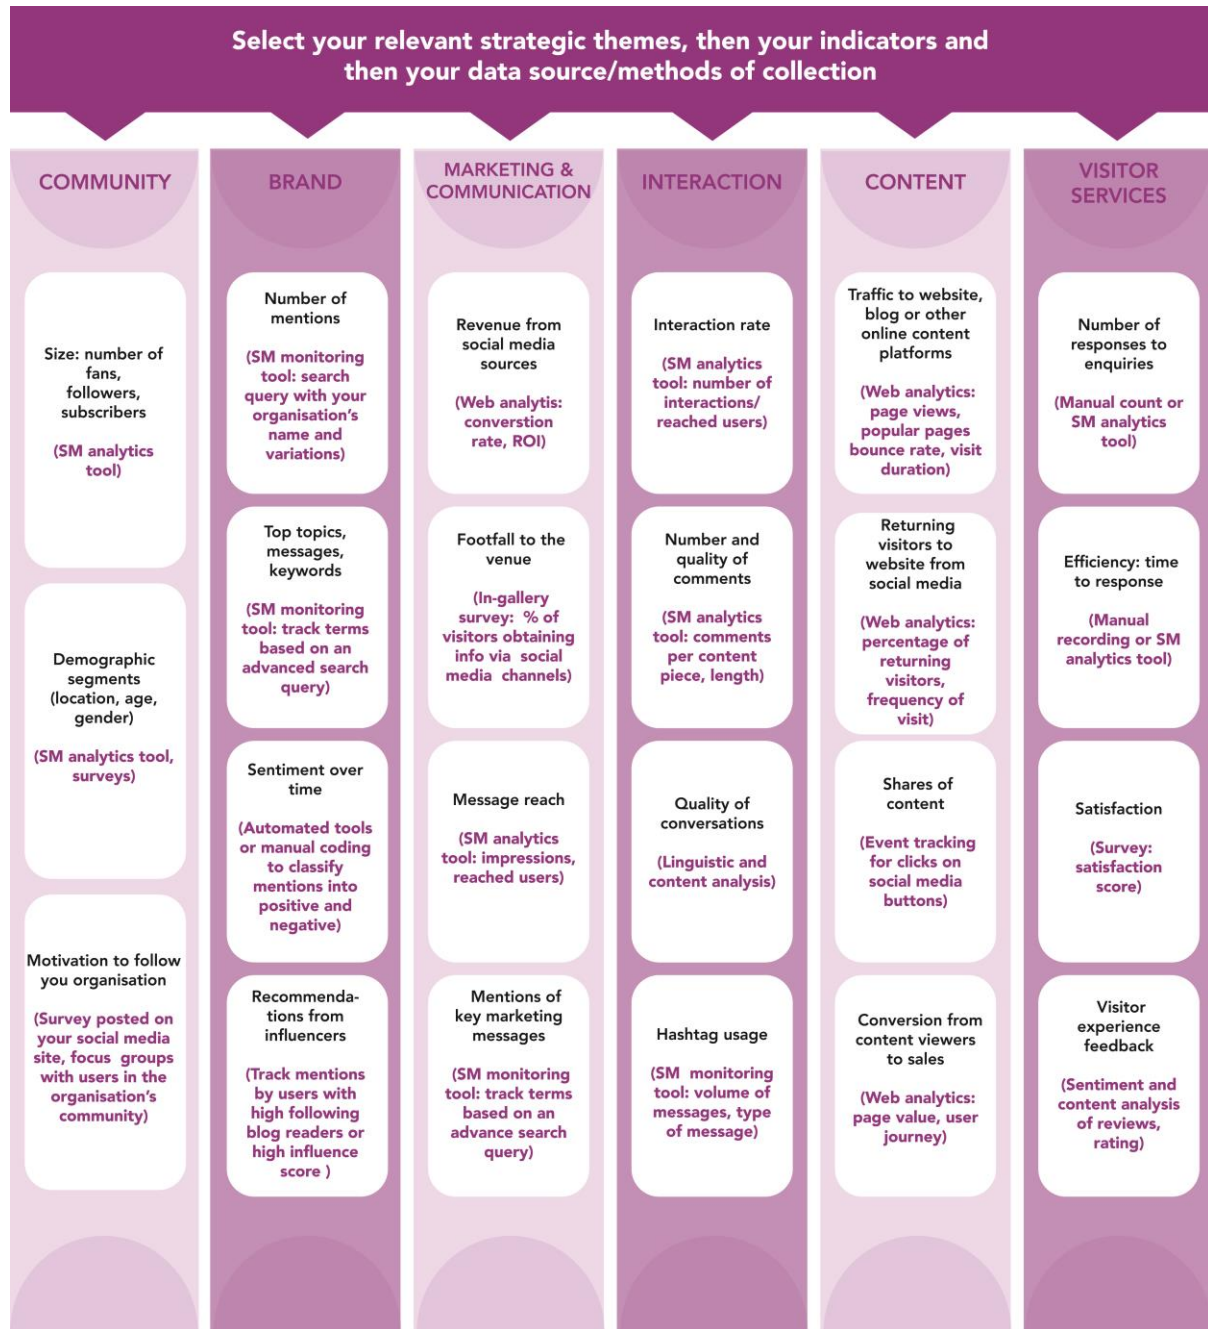 Select your relevant strategic themes, then your indicators and
then your data source/methods of collection
COMMUNITY
Size: number of
fans,
followers,
subscribers
(SM analytics
tool)
Demographic
segments
(location, age,
gender)
(SM analytics tool,
surveys)
Motivation to follow
you organisation
(Survey posted on
your social media
site, focus groups
with users in the
organisation's
community)
BRAND
Number of
mentions
(SM monitoring
tool: search
query with your
organisation's
name and
variations)
Top topics,
messages,
keywords
(SM monitoring
tool: track terms
based on an
advanced search
query)
Sentiment over
time
(Automated tools
or manual coding
to classify
mentions into
positive and
negative)
Recommenda-
tions from
influencers
(Track mentions
by users with
high following
blog readers or
high influence
score )
MARKETING &
COMMUNICATION
Revenue from
social media
sources
(Web analytis:
converstion
rate, ROI)
Footfall to the
venue
(In-gallery
survey: % of
visitors obtaining
info via social
media channels)
Message reach
(SM analytics
tool: impressions,
reached users)
Mentions of
key marketing
messages
(SM monitoring
tool: track terms
based on an
advance search
query)
INTERACTION
Interaction rate
(SM analytics
tool: number of
interactions/
reached users)
Number and
quality of
comments
(SM analytics
tool: comments
per content
piece, length)
Quality of
conversations
(Linguistic and
content analysis)
Hashtag usage
(SM monitoring
tool: volume of
messages, type
of message)
CONTENT
Traffic to website,
blog or other
online content
platforms
(Web analytics:
page views,
popular pages
bounce rate, visit
duration)
Returning
visitors to
website from
social media
(Web analytics:
percentage of
returning
visitors,
frequency of
visit)
Shares of
content
(Event tracking
for clicks on
social media
buttons)
Conversion from
content viewers
to sales
(Web analytics:
page value, user
journey)
VISITOR
SERVICES
Number of
responses to
enquiries
(Manual count or
SM analytics
tool)
Efficiency: time
to response
(Manual
recording or SM
analytics tool)
Satisfaction
(Survey:
satisfaction
score)
Visitor
experience
feedback
(Sentiment and
content analysis
of reviews,
rating)